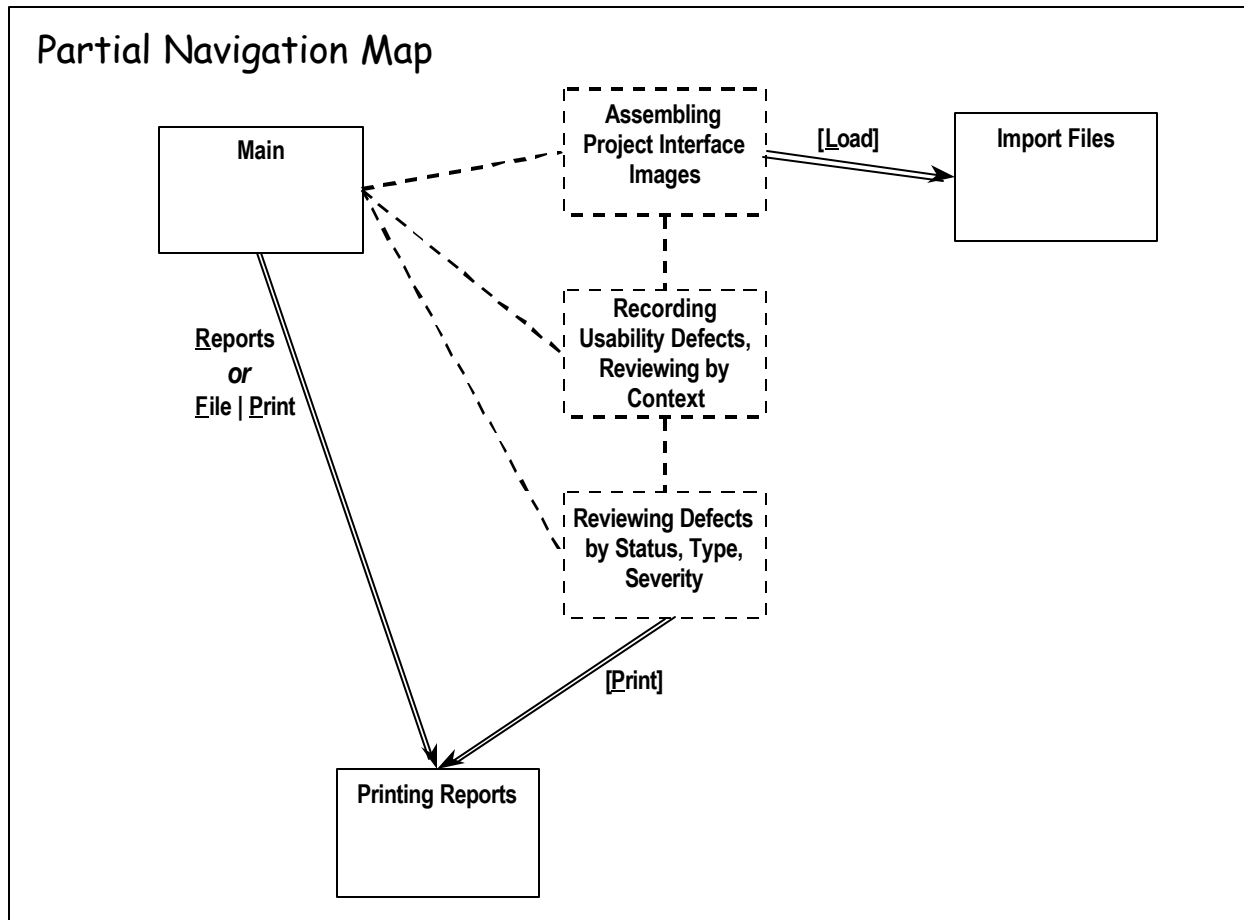 Partial Navigation Map
Main
Assembling
Project Interface
Images
[Load]
Import Files
Recording
Usability Defects,
Reviewing by
Context
Reports
or
File | Print
Reviewing Defects
by Status, Type,
Severity
[Print]
Printing Reports